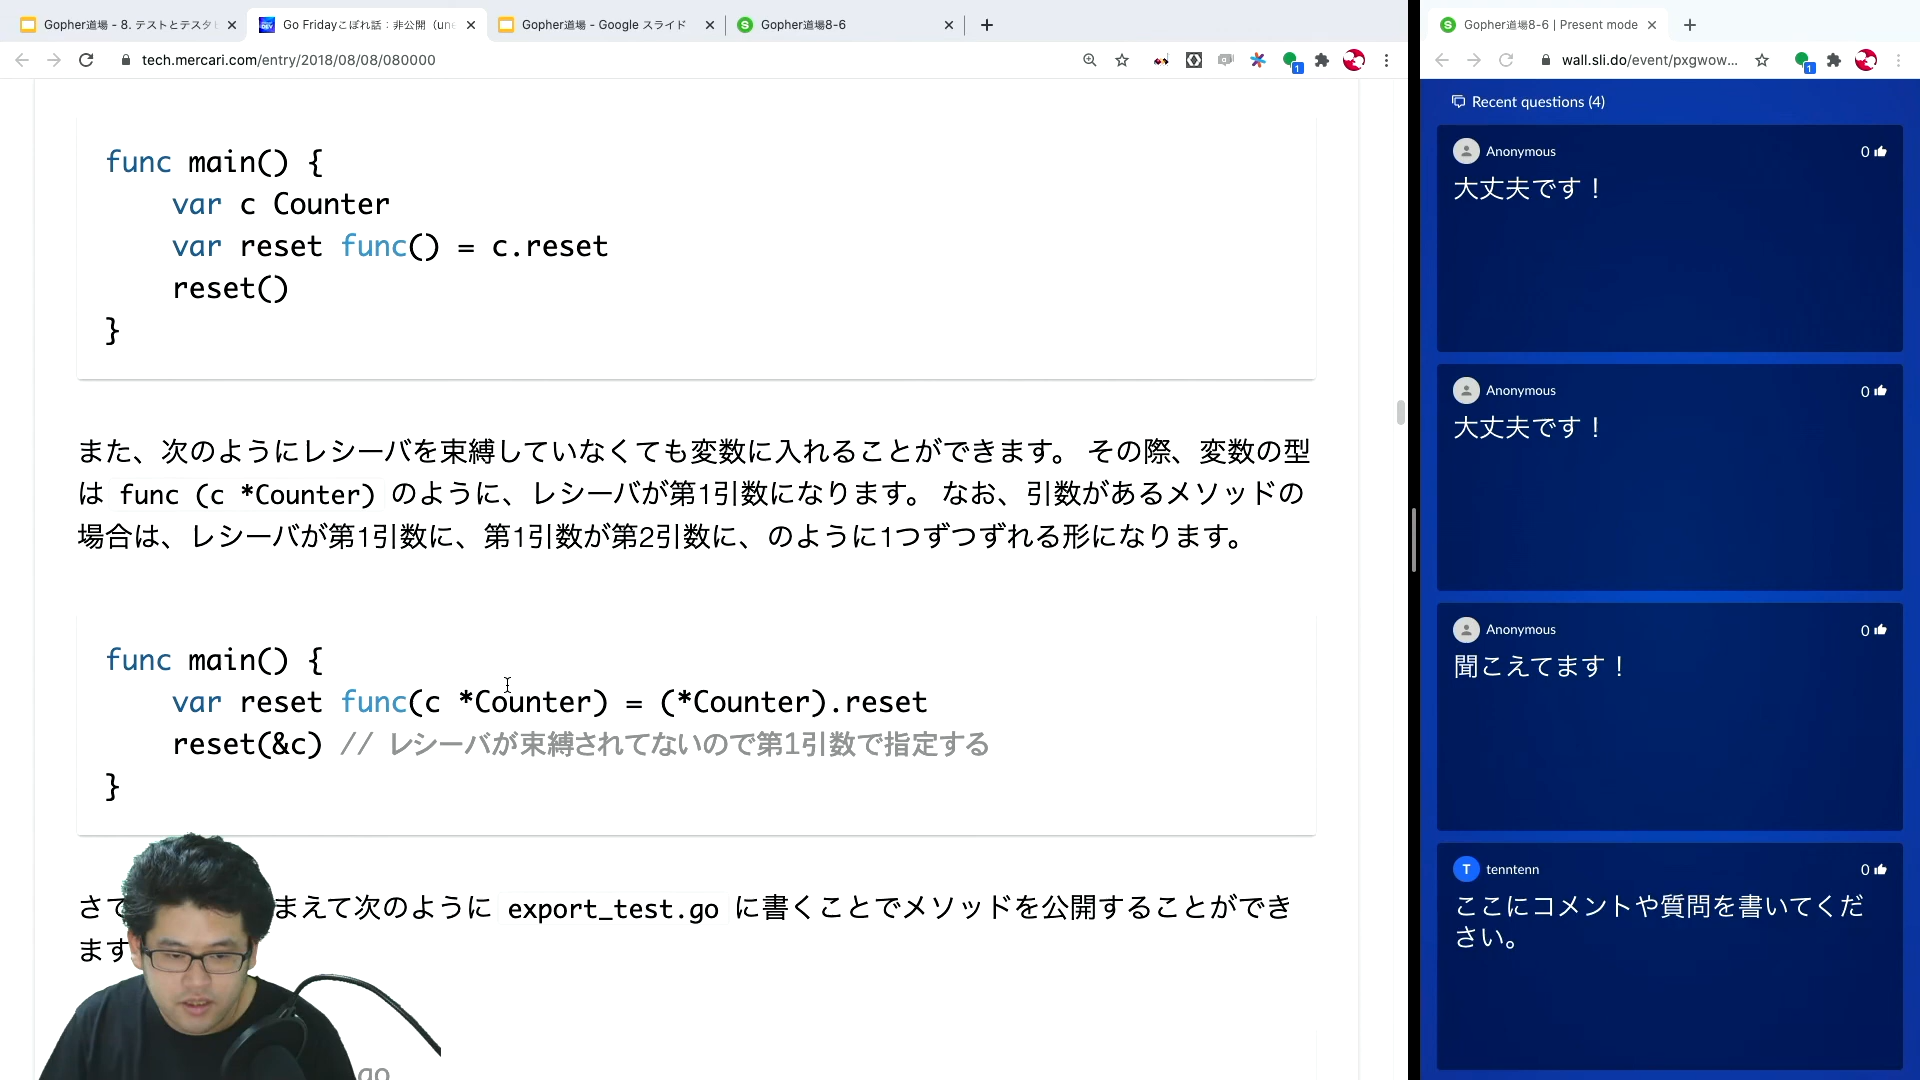 Gopher道場 - 8. テストとテスタビ
Go Fridayこぼれ話：非公開（une
Gopher道場 - Google スライド
Gopher道場8-6
tech.mercari.com/entry/2018/08/08/080000
func main() {
var c Counter
var reset func() = c.reset
reset()
}
また、次のようにレシーバを束縛していなくても変数に入れることができます。 その際、変数の型
は func (c *Counter) のように、レシーバが第1引数になります。 なお、引数があるメソッドの
場合は、レシーバが第1引数に、第1引数が第2引数に、のように1つずつずれる形になります。
func main() {
var reset func(c *Counter) = (*Counter).reset
reset(&c) // レシーバが束縛されてないので第1引数で指定する
}
さて まえて次のように export_test.go に書くことでメソッドを公開することができ
ます
go
Gopher道場8-6 | Present mode
wall.sli.do/event/pxgwow...
Recent questions (4)
Anonymous
0
大丈夫です！
Anonymous
0
大丈夫です！
Anonymous
0
聞こえてます！
T tenntenn
0
ここにコメントや質問を書いてくだ
さい。